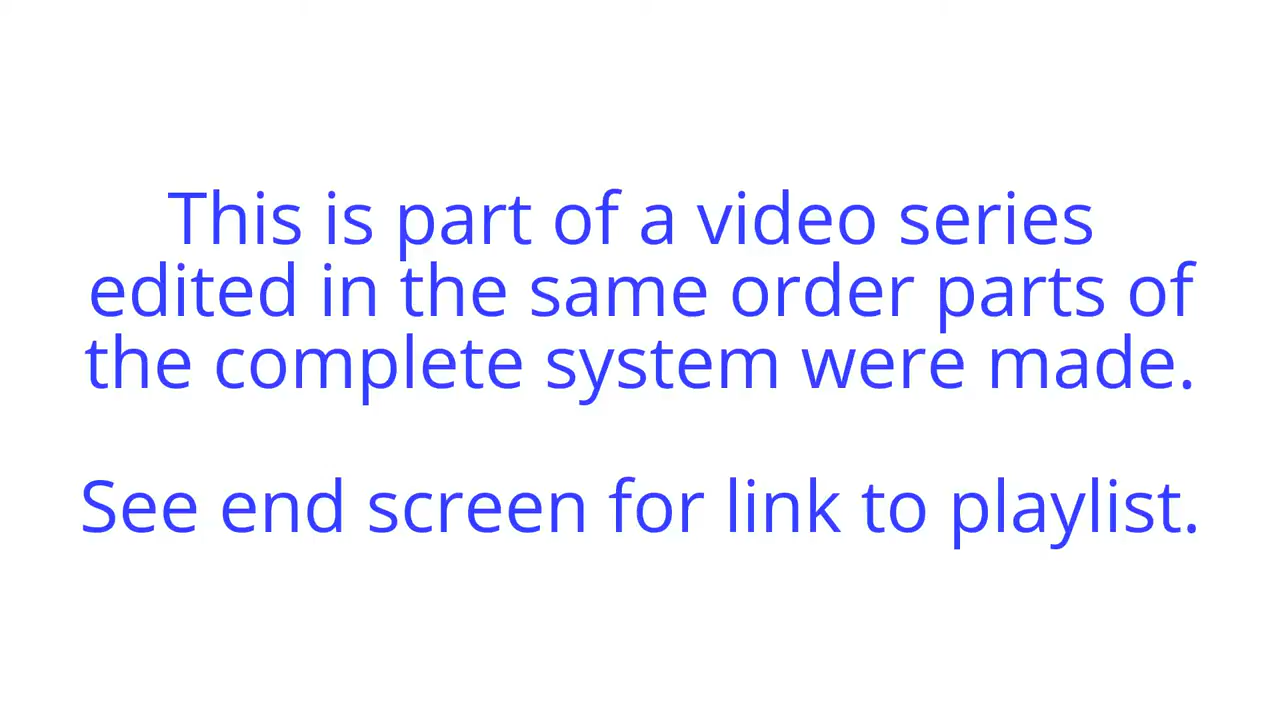 This is part of a video series
edited in the same order parts of
the complete system were made.
See end screen for link to playlist.